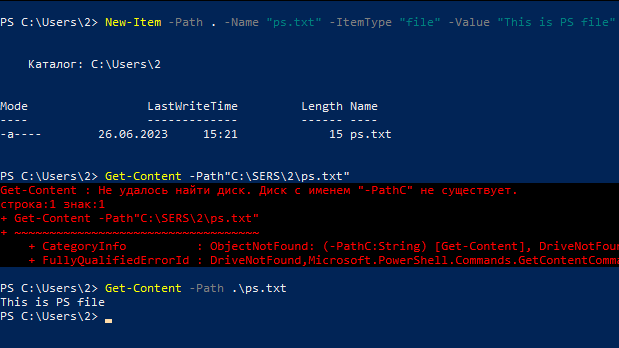 PS C:\Users\2> New-Item -Path . -Name "ps.txt" -ItemType "file" -Value "This is PS file"
Каталог: C:\Users\2
Mode LastWriteTime Length Name
---- ------------- ------ ----
-a---- 26.06.2023 15:21 15 ps.txt
PS C:\Users\2> Get-Content -Path"C:\SERS\2\ps.txt"
Get-Content : Не удалось найти диск. Диск с именем "-PathC" не существует.
строка:1 знак:1
+ Get-Content -Path"C:\SERS\2\ps.txt"
+ ~~~~~~~~~~~~~~~~~~~~~~~~~~~~~~~~~~~
+ CategoryInfo : ObjectNotFound: (-PathC:String) [Get-Content], DriveNotFoun
+ FullyQualifiedErrorId : DriveNotFound,Microsoft.PowerShell.Commands.GetContentComma
PS C:\Users\2> Get-Content -Path .\ps.txt
This is PS file
PS C:\Users\2>